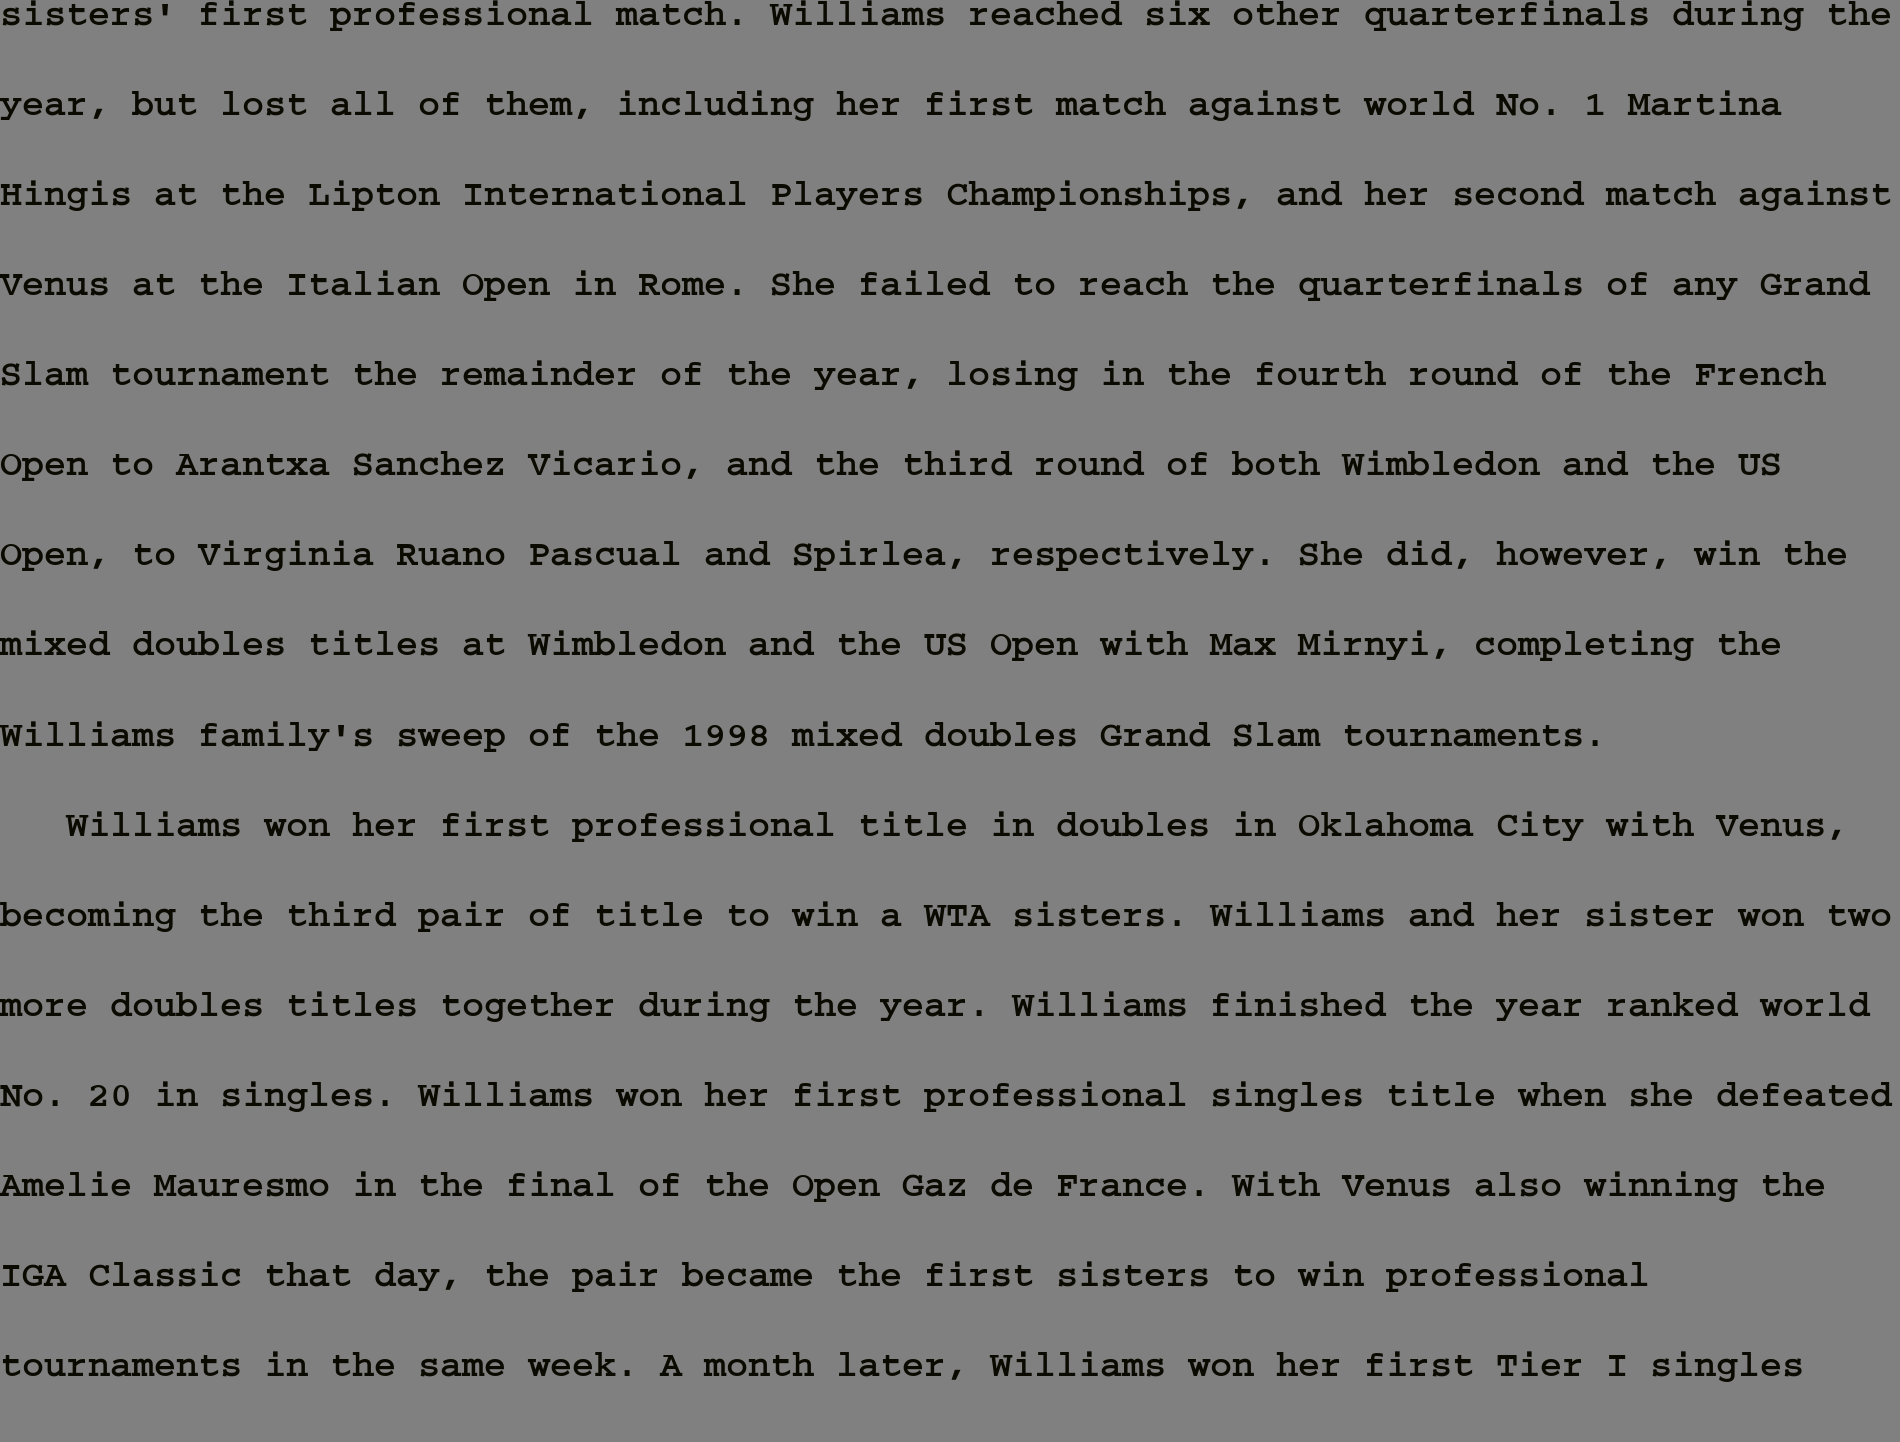 sisters' first professional match. Williams reached six other quarterfinals during the
year, but lost all of them, including her first match against world No. 1 Martina
Hingis at the Lipton International Players Championships, and her second match against
Venus at the Italian Open in Rome. She failed to reach the quarterfinals of any Grand
Slam tournament the remainder of the year, losing in the fourth round of the French
Open to Arantxa Sanchez Vicario, and the third round of both Wimbledon and the US
Open, to Virginia Ruano Pascual and Spirlea, respectively. She did, however, win the
mixed doubles titles at Wimbledon and the US Open with Max Mirnyi, completing the
Williams family's sweep of the 1998 mixed doubles Grand Slam tournaments.
Williams won her first professional title in doubles in Oklahoma City with Venus,
becoming the third pair of title to win a WTA sisters. Williams and her sister won two
more doubles titles together during the year. Williams finished the year ranked world
No. 20 in singles. Williams won her first professional singles title when she defeated
Amelie Mauresmo in the final of the Open Gaz de France. With Venus also winning the
IGA Classic that day, the pair became the first sisters to win professional
tournaments in the same week. A month later, Williams won her first Tier I singles